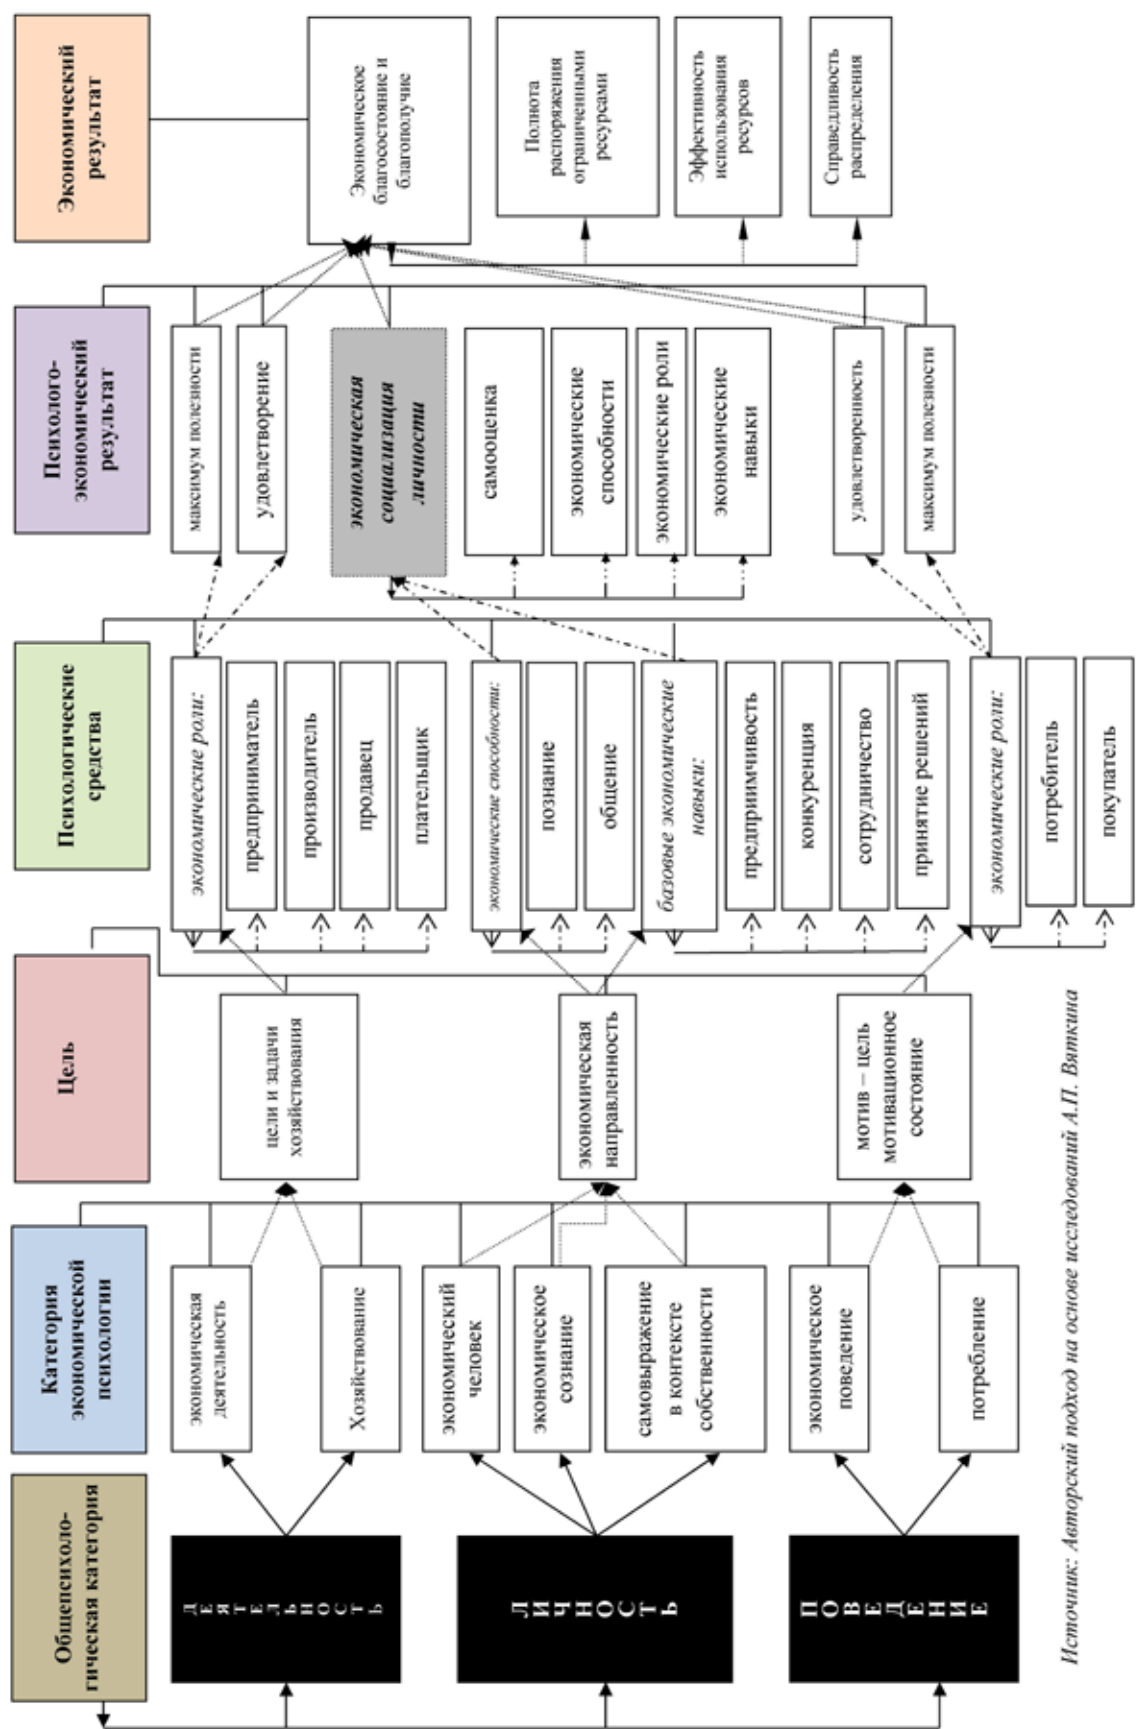 Общепсихоло-
гическая категория
Категория
экономической
психологии
Цель
Психологические
средства
Психолого-
экономический
результат
Экономический
результат
ДЕЯТЕЛЬНОСТЬ
ЛИЧНОСТЬ
ПОВЕДЕНИЕ
экономическая
деятельность
Хозяйствование
экономический
человек
экономическое
сознание
самовыражение
в контексте
собственности
экономическое
поведение
потребление
цели и задачи
хозяйствования
экономическая
направленность
мотив – цель
мотивационное
состояние
экономические роли:
предприниматель
производитель
продавец
плательщик
экономические способности:
познание
общение
базовые экономические
навыки:
предприимчивость
конкуренция
сотрудничество
принятие решений
экономические роли:
потребитель
покупатель
максимум полезности
удовлетворение
экономическая
социализация
личности
самооценка
экономические
способности
экономические роли
экономические
навыки
удовлетворенность
максимум полезности
Экономическое
благосостояние и
благополучие
Полнота
распоряжения
ограниченными
ресурсами
Эффективность
использования
ресурсов
Справедливость
распределения
Источник: Авторский подход на основе исследований А.П. Вяткина